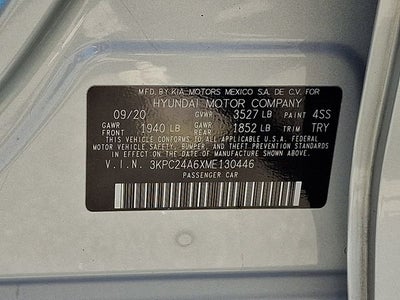 MFD. BY KIA MOTORS MEXICO S.A. DE C.V. FOR
HYUNDAI MOTOR COMPANY
09/20 GVWR 3527 LB PAINT 4SS
GAWR FRONT 1940 LB GAWR REAR 1852 LB TRIM TRY
THIS VEHICLE CONFORMS TO ALL APPLICABLE U.S.A. FEDERAL
MOTOR VEHICLE SAFETY, BUMPER, AND THEFT PREVENTION STANDARDS
IN EFFECT ON THE DATE OF MANUFACTURE SHOWN ABOVE.
V.I.N. 3KPC24A6XME130446
PASSENGER CAR